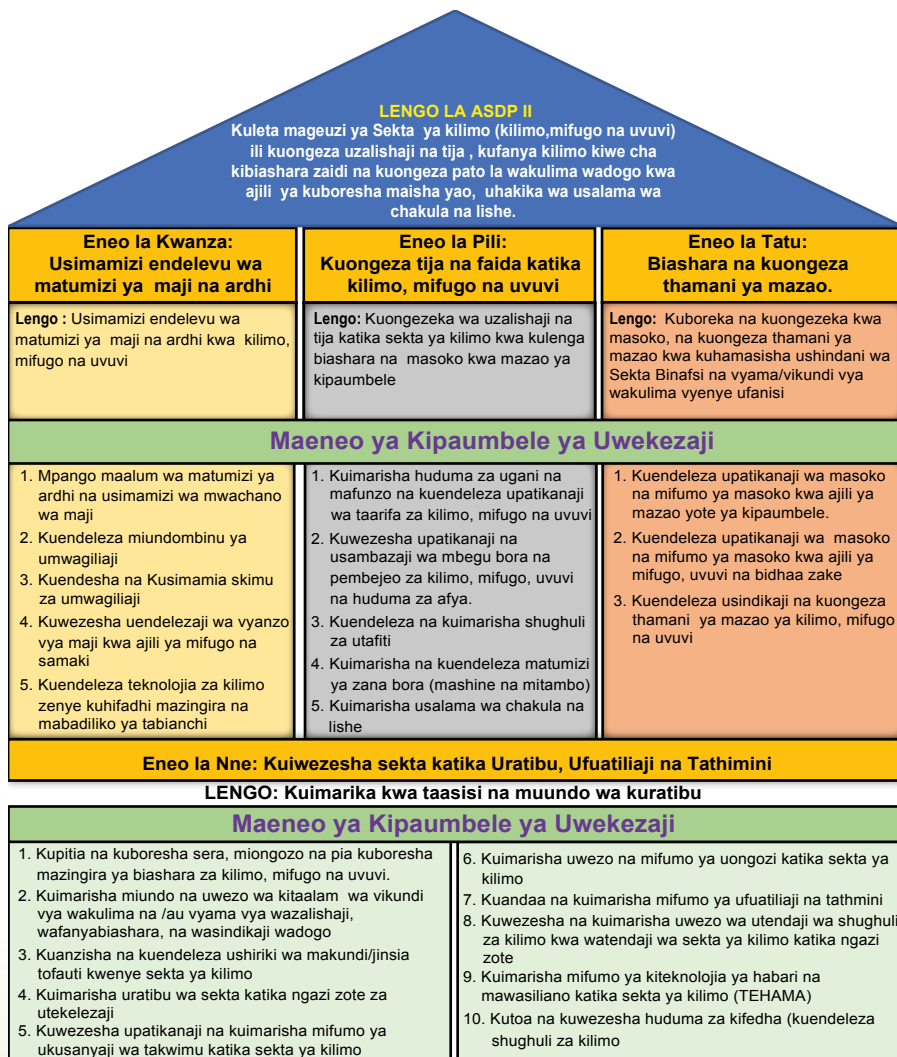 LENGO LA ASDP II
Kuleta mageuzi ya Sekta ya kilimo (kilimo,mifugo na uvuvi)
ili kuongeza uzalishaji na tija , kufanya kilimo kiwe cha
kibiashara zaidi na kuongeza pato la wakulima wadogo kwa
ajili ya kuboresha maisha yao, uhakika wa usalama wa
chakula na lishe.
Eneo la Kwanza:
Usimamizi endelevu wa
matumizi ya maji na ardhi
Lengo : Usimamizi endelevu wa
matumizi ya maji na ardhi kwa kilimo,
mifugo na uvuvi
Eneo la Pili:
Kuongeza tija na faida katika
kilimo, mifugo na uvuvi
Lengo: Kuongezeka wa uzalishaji na
tija katika sekta ya kilimo kwa kulenga
biashara na masoko kwa mazao ya
kipaumbele
Eneo la Tatu:
Biashara na kuongeza
thamani ya mazao.
Lengo: Kuboreka na kuongezeka kwa
masoko, na kuongeza thamani ya
mazao kwa kuhamasisha ushindani wa
Sekta Binafsi na vyama/vikundi vya
wakulima vyenye ufanisi
Maeneo ya Kipaumbele ya Uwekezaji
1. Mpango maalum wa matumizi ya
ardhi na usimamizi wa mwachano
wa maji
2. Kuendeleza miundombinu ya
umwagiliaji
3. Kuendesha na Kusimamia skimu
za umwagiliaji
4. Kuwezesha uendelezaji wa vyanzo
vya maji kwa ajili ya mifugo na
samaki
5. Kuendeleza teknolojia za kilimo
zenye kuhifadhi mazingira na
mabadiliko ya tabianchi
1. Kuimarisha huduma za ugani na
mafunzo na kuendeleza upatikanaji
wa taarifa za kilimo, mifugo na uvuvi
2. Kuwezesha upatikanaji na
usambazaji wa mbegu bora na
pembejeo za kilimo, mifugo, uvuvi
na huduma za afya.
3. Kuendeleza na kuimarisha shughuli
za utafiti
4. Kuimarisha na kuendeleza matumizi
ya zana bora (mashine na mitambo)
5. Kuimarisha usalama wa chakula na
lishe
1. Kuendeleza upatikanaji wa masoko
na mifumo ya masoko kwa ajili ya
mazao yote ya kipaumbele.
2. Kuendeleza upatikanaji wa masoko
na mifumo ya masoko kwa ajili ya
mifugo, uvuvi na bidhaa zake
3. Kuendeleza usindikaji na kuongeza
thamani ya mazao ya kilimo, mifugo
na uvuvi
Eneo la Nne: Kuiwezesha sekta katika Uratibu, Ufuatiliaji na Tathimini
LENGO: Kuimarika kwa taasisi na muundo wa kuratibu
Maeneo ya Kipaumbele ya Uwekezaji
1. Kupitia na kuboresha sera, miongozo na pia kuboresha
mazingira ya biashara za kilimo, mifugo na uvuvi.
2. Kuimarisha miundo na uwezo wa kitaalam wa vikundi
vya wakulima na /au vyama vya wazalishaji,
wafanyabiashara, na wasindikaji wadogo
3. Kuanzisha na kuendeleza ushiriki wa makundi/jinsia
tofauti kwenye sekta ya kilimo
4. Kuimarisha uratibu wa sekta katika ngazi zote za
utekelezaji
5. Kuwezesha upatikanaji na kuimarisha mifumo ya
ukusanyaji wa takwimu katika sekta ya kilimo
6. Kuimarisha uwezo na mifumo ya uongozi katika sekta ya
kilimo
7. Kuandaa na kuimarisha mifumo ya ufuatiliaji na tathmini
8. Kuwezesha na kuimarisha uwezo wa utendaji wa shughuli
za kilimo kwa watendaji wa sekta ya kilimo katika ngazi
zote
9. Kuimarisha mifumo ya kiteknolojia ya habari na
mawasiliano katika sekta ya kilimo (TEHAMA)
10. Kutoa na kuwezesha huduma za kifedha (kuendeleza
shughuli za kilimo